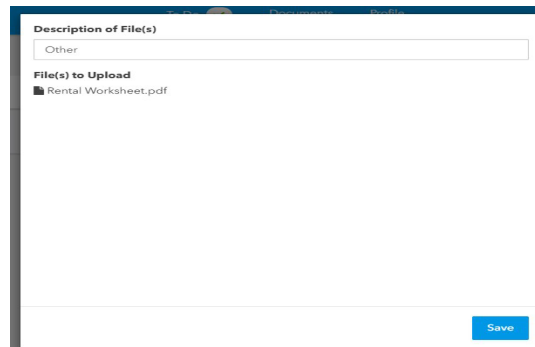 To Do Documents Profile
Description of File(s)
Other
File(s) to Upload
Rental Worksheet.pdf
Save